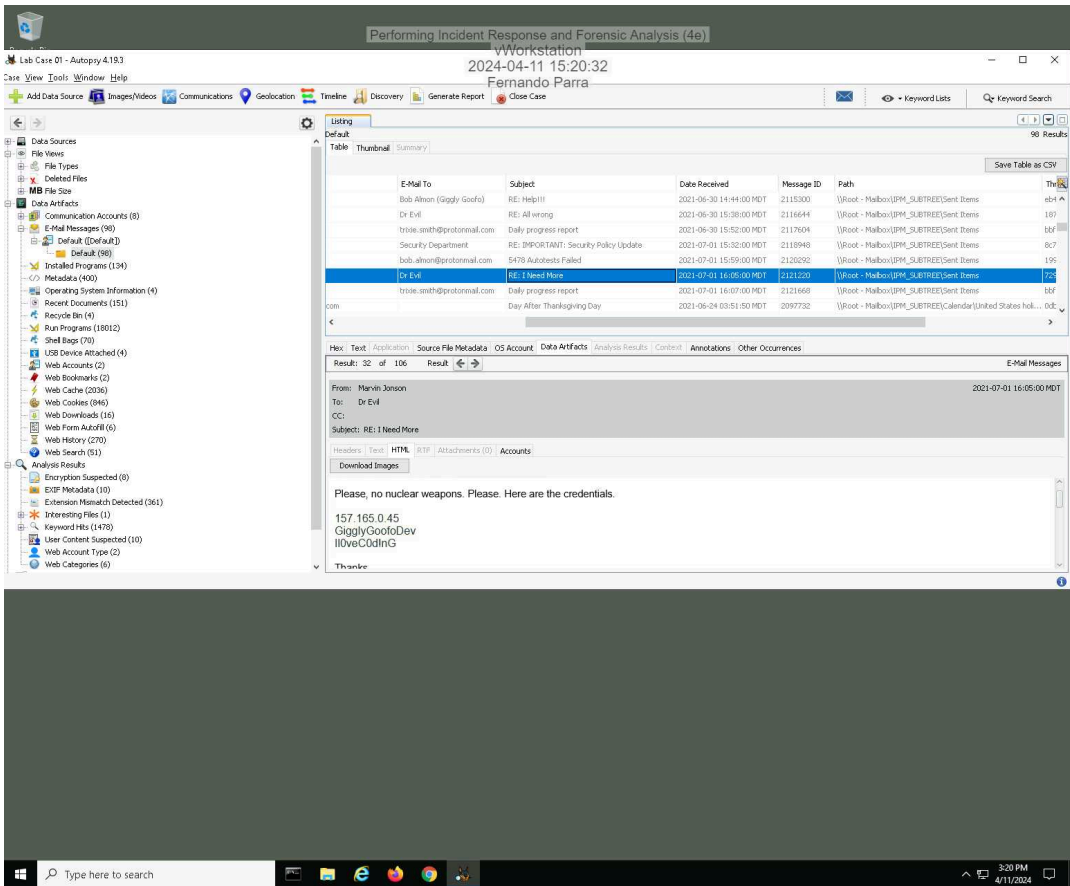 Performing Incident Response and Forensic Analysis (4e)
vWorkstation
2024-04-11 15:20:32
Fernando Parra
Lab Case 01 - Autopsy 4.19.3
Case View Tools Window Help
Add Data Source Images/Videos Communications Geolocation Timeline Discovery Generate Report Close Case Keyword Lists Keyword Search
Data Sources
File Views
File Types
Deleted Files
MB File Size
Data Artifacts
Communication Accounts (8)
E-Mail Messages (98)
Default ([Default])
Default (98)
Installed Programs (134)
Metadata (400)
Operating System Information (4)
Recent Documents (151)
Recycle Bin (4)
Run Programs (18012)
Shell Bags (70)
USB Device Attached (4)
Web Accounts (2)
Web Bookmarks (2)
Web Cache (2036)
Web Cookies (846)
Web Downloads (16)
Web Form Autofill (6)
Web History (270)
Web Search (51)
Analysis Results
Encryption Suspected (8)
EXIF Metadata (10)
Extension Mismatch Detected (361)
Interesting Files (1)
Keyword Hits (1478)
User Content Suspected (10)
Web Account Type (2)
Web Categories (6)
Listing
Default
98 Results
Table Thumbnail Summary
Save Table as CSV
E-Mail To Subject Date Received Message ID Path Thr
Bob Almon (Giggly Goofo) RE: Help!!! 2021-06-30 14:44:00 MDT 2115300 \\Root - Mailbox\IPM_SUBTREE\Sent Items eb4
Dr Evil RE: All wrong 2021-06-30 15:38:00 MDT 2116644 \\Root - Mailbox\IPM_SUBTREE\Sent Items 187
trixie.smith@protonmail.com Daily progress report 2021-06-30 15:52:00 MDT 2117604 \\Root - Mailbox\IPM_SUBTREE\Sent Items bbf
Security Department RE: IMPORTANT: Security Policy Update 2021-07-01 15:32:00 MDT 2118948 \\Root - Mailbox\IPM_SUBTREE\Sent Items 8c7
bob.almon@protonmail.com 5478 Autotests Failed 2021-07-01 15:59:00 MDT 2120292 \\Root - Mailbox\IPM_SUBTREE\Sent Items 199
Dr Evil RE: I Need More 2021-07-01 16:05:00 MDT 2121220 \\Root - Mailbox\IPM_SUBTREE\Sent Items 729
trixie.smith@protonmail.com Daily progress report 2021-07-01 16:07:00 MDT 2121668 \\Root - Mailbox\IPM_SUBTREE\Sent Items bbf
com Day After Thanksgiving Day 2021-06-24 03:51:50 MDT 2097732 \\Root - Mailbox\IPM_SUBTREE\Calendar\United States holi... 0db
Hex Text Application Source File Metadata OS Account Data Artifacts Analysis Results Context Annotations Other Occurrences
Result: 32 of 106 Result E-Mail Messages
From: Marvin Jonson 2021-07-01 16:05:00 MDT
To: Dr Evil
CC:
Subject: RE: I Need More
Headers Text HTML RTF Attachments (0) Accounts
Download Images
Please, no nuclear weapons. Please. Here are the credentials.
157.165.0.45
GigglyGoofoDev
Il0veC0dInG
Thanks
Type here to search
3:20 PM
4/11/2024